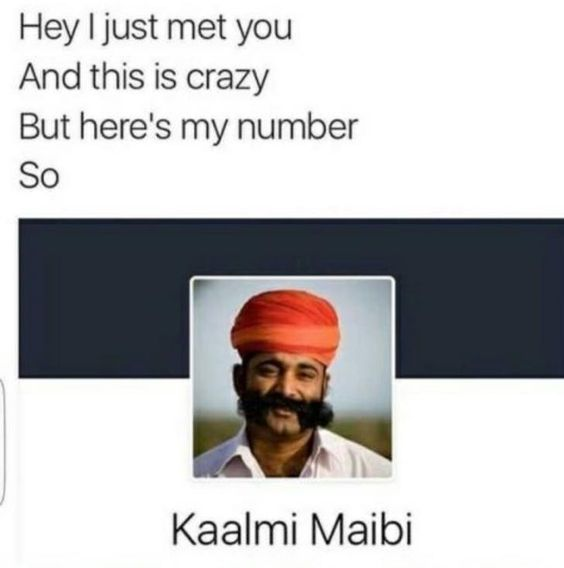 Hey I just met you
And this is crazy
But here's my number
So
Kaalmi Maibi